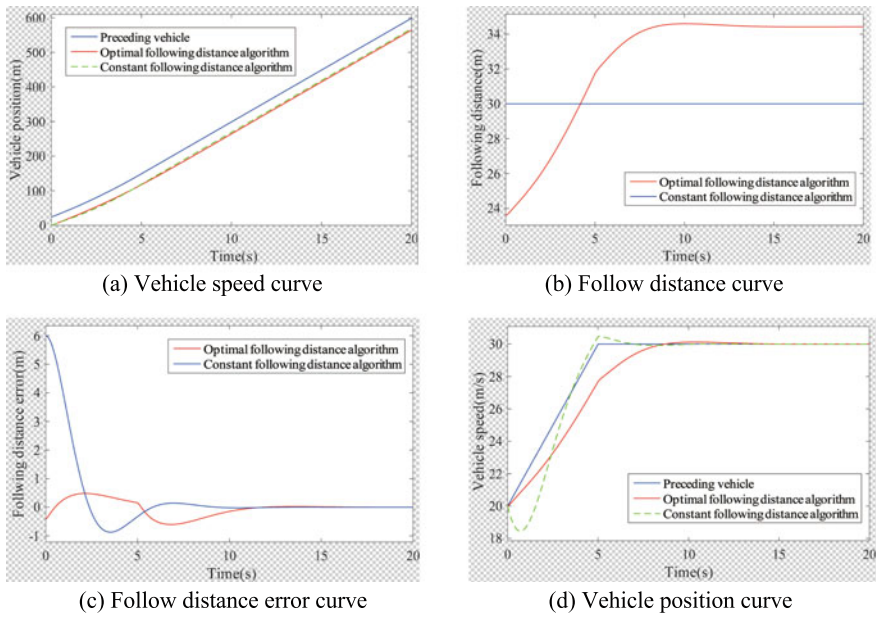 600
500
400
300
200
100
0
Vehicle position(m)
Preceding vehicle
Optimal following distance algorithm
Constant following distance algorithm
0 5 10 15 20
Time(s)
(a) Vehicle speed curve
34
32
30
28
26
24
Following distance(m)
Optimal following distance algorithm
Constant following distance algorithm
0 5 10 15 20
Time(s)
(b) Follow distance curve
6
5
4
3
2
1
0
-1
Follwing distance error(m)
Optimal following distance algorithm
Constant following distance algorithm
0 5 10 15 20
Time(s)
(c) Follow distance error curve
30
28
26
24
22
20
18
Vehicle speed(m/s)
Preceding vehicle
Optimal following distance algorithm
Constant following distance algorithm
0 5 10 15 20
Time(s)
(d) Vehicle position curve